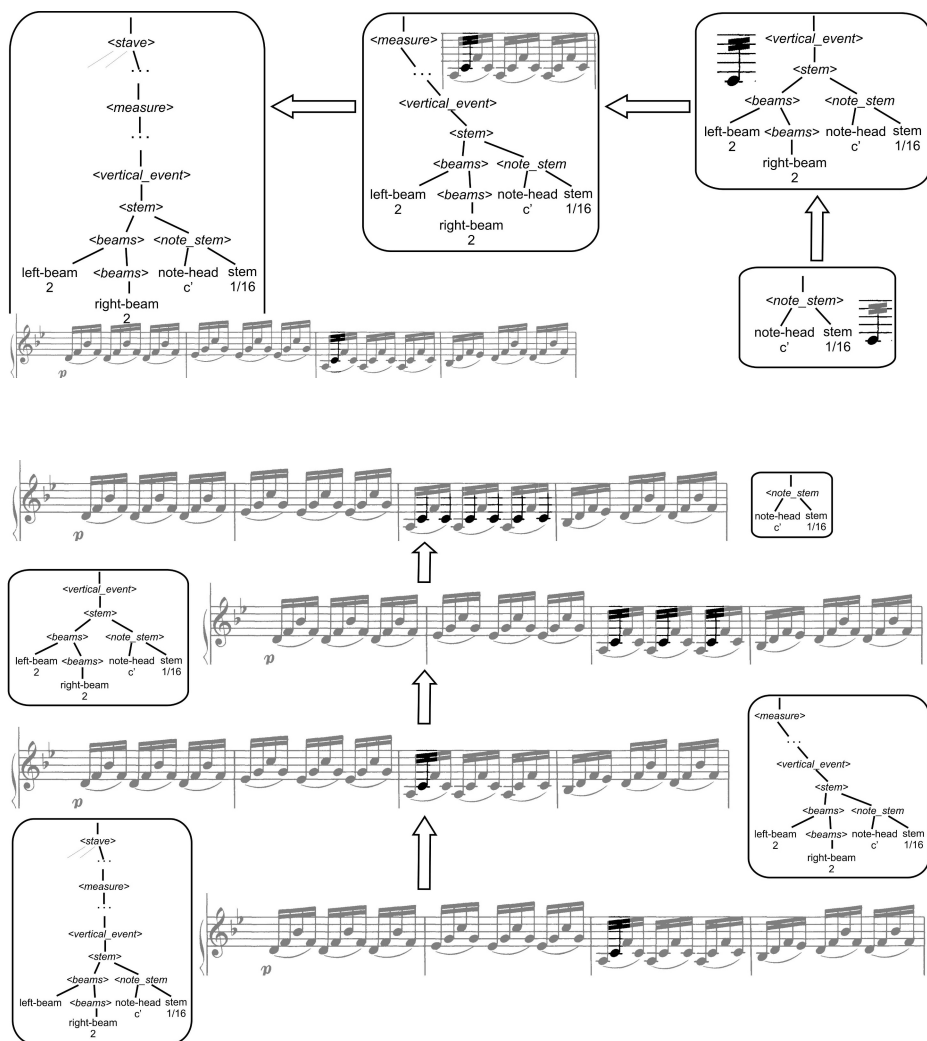 <stave>
...
<measure>
...
<vertical_event>
<stem>
<beams> <note_stem>
left-beam <beams> note-head stem
2 c' 1/16
right-beam
2
<measure>
...
<vertical_event>
<stem>
<beams> <note_stem
left-beam <beams> note-head stem
2 c' 1/16
right-beam
2
<vertical_event>
<stem>
<beams> <note_stem
left-beam <beams> note-head stem
2 c' 1/16
right-beam
2
<note_stem>
note-head stem
c' 1/16
<note_stem
note-head stem
c' 1/16
<vertical_event>
<stem>
<beams> <note_stem>
left-beam <beams> note-head stem
2 c' 1/16
right-beam
2
<measure>
...
<vertical_event>
<stem>
<beams> <note_stem
left-beam <beams> note-head stem
2 c' 1/16
right-beam
2
<stave>
...
<measure>
...
<vertical_event>
<stem>
<beams> <note_stem
left-beam <beams> note-head stem
c' 1/16
right-beam
2